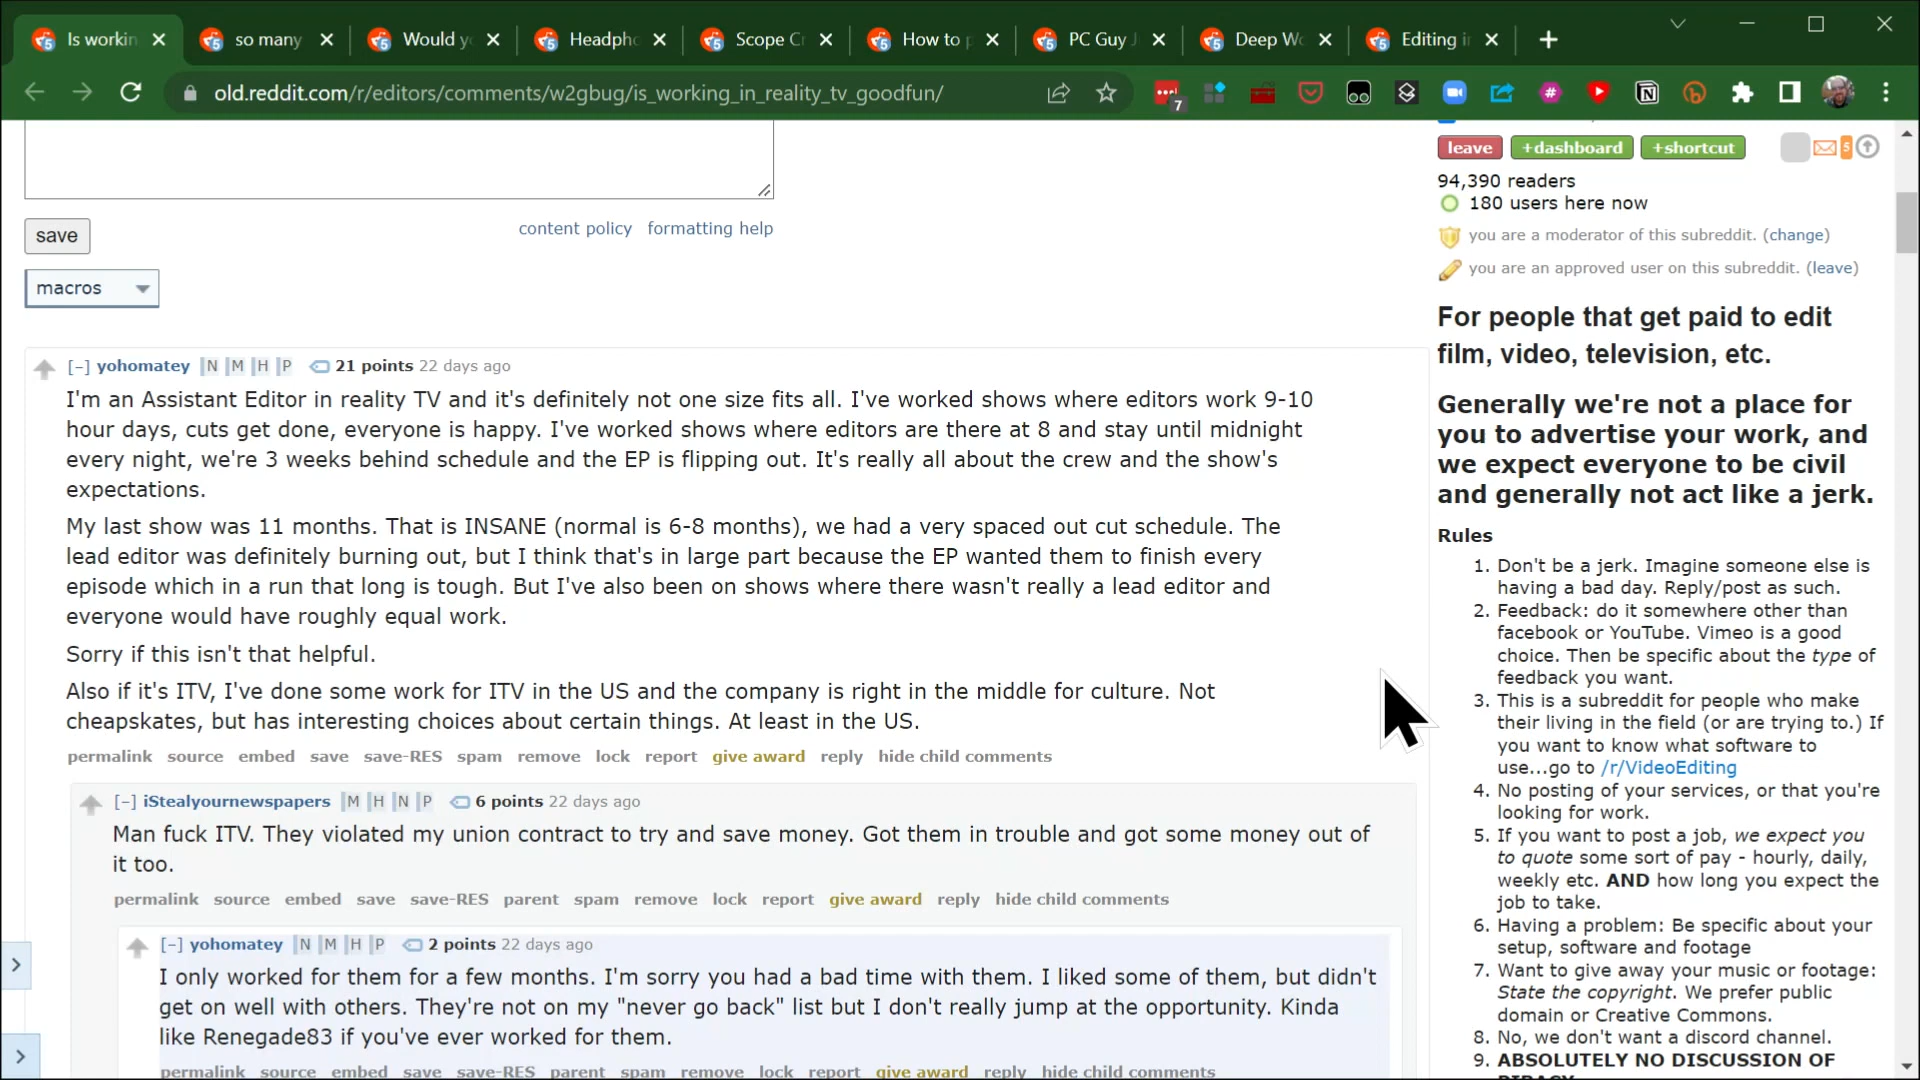 Is workin
so many
Would y
Headpho
Scope Cr
How to p
PC Guy J
Deep Wo
Editing i
old.reddit.com/r/editors/comments/w2gbug/is_working_in_reality_tv_goodfun/
7
save
content policy formatting help
macros
[–] yohomatey N M H P 21 points 22 days ago
I'm an Assistant Editor in reality TV and it's definitely not one size fits all. I've worked shows where editors work 9-10
hour days, cuts get done, everyone is happy. I've worked shows where editors are there at 8 and stay until midnight
every night, we're 3 weeks behind schedule and the EP is flipping out. It's really all about the crew and the show's
expectations.
My last show was 11 months. That is INSANE (normal is 6-8 months), we had a very spaced out cut schedule. The
lead editor was definitely burning out, but I think that's in large part because the EP wanted them to finish every
episode which in a run that long is tough. But I've also been on shows where there wasn't really a lead editor and
everyone would have roughly equal work.
Sorry if this isn't that helpful.
Also if it's ITV, I've done some work for ITV in the US and the company is right in the middle for culture. Not
cheapskates, but has interesting choices about certain things. At least in the US.
permalink source embed save save-RES spam remove lock report give award reply hide child comments
[–] iStealyournewspapers M H N P 6 points 22 days ago
Man fuck ITV. They violated my union contract to try and save money. Got them in trouble and got some money out of
it too.
permalink source embed save save-RES parent spam remove lock report give award reply hide child comments
[–] yohomatey N M H P 2 points 22 days ago
I only worked for them for a few months. I'm sorry you had a bad time with them. I liked some of them, but didn't
get on well with others. They're not on my "never go back" list but I don't really jump at the opportunity. Kinda
like Renegade83 if you've ever worked for them.
permalink source embed save save-RES parent spam remove lock report give award reply hide child comments
leave +dashboard +shortcut 5
94,390 readers
180 users here now
you are a moderator of this subreddit. (change)
you are an approved user on this subreddit. (leave)
For people that get paid to edit
film, video, television, etc.
Generally we're not a place for
you to advertise your work, and
we expect everyone to be civil
and generally not act like a jerk.
Rules
1. Don't be a jerk. Imagine someone else is
having a bad day. Reply/post as such.
2. Feedback: do it somewhere other than
facebook or YouTube. Vimeo is a good
choice. Then be specific about the type of
feedback you want.
3. This is a subreddit for people who make
their living in the field (or are trying to.) If
you want to know what software to
use...go to /r/VideoEditing
4. No posting of your services, or that you're
looking for work.
5. If you want to post a job, we expect you
to quote some sort of pay - hourly, daily,
weekly etc. AND how long you expect the
job to take.
6. Having a problem: Be specific about your
setup, software and footage
7. Want to give away your music or footage:
State the copyright. We prefer public
domain or Creative Commons.
8. No, we don't want a discord channel.
9. ABSOLUTELY NO DISCUSSION OF